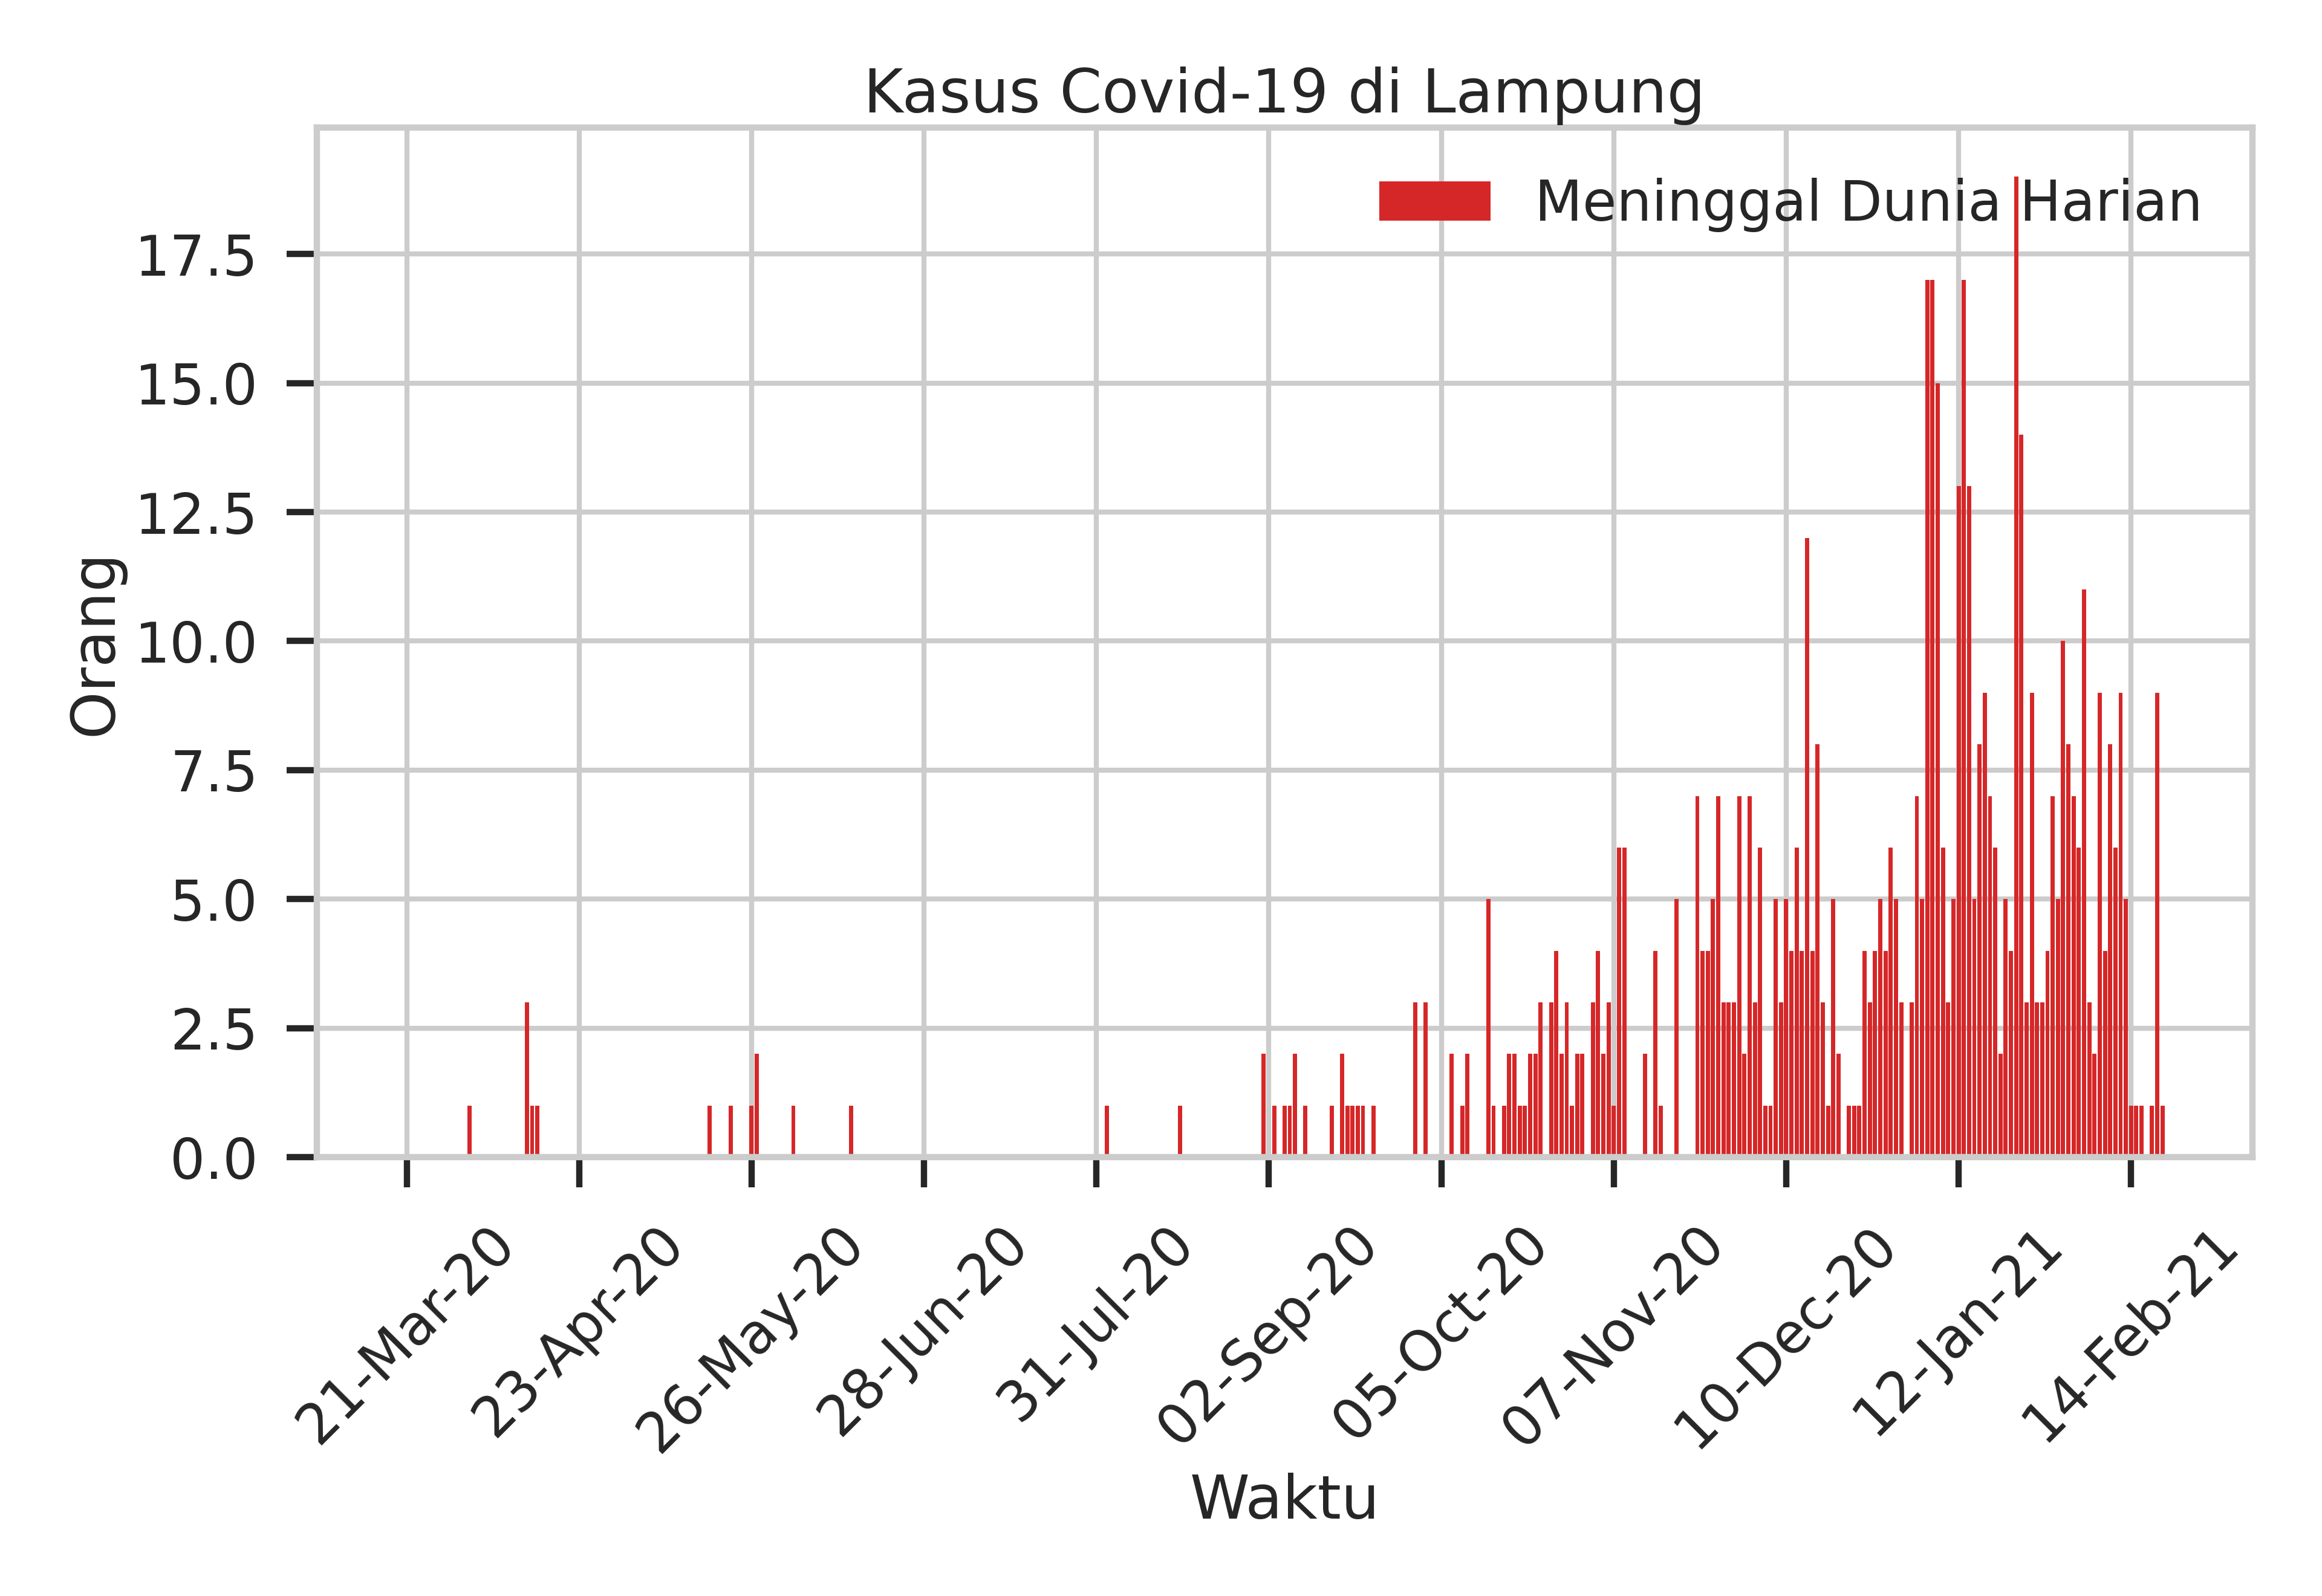 Kasus Covid-19 di Lampung
Meninggal Dunia Harian
17.5
15.0
12.5
10.0
7.5
5.0
2.5
0.0
Orang
21-Mar-20
23-Apr-20
26-May-20
28-Jun-20
31-Jul-20
02-Sep-20
05-Oct-20
07-Nov-20
10-Dec-20
12-Jan-21
14-Feb-21
Waktu